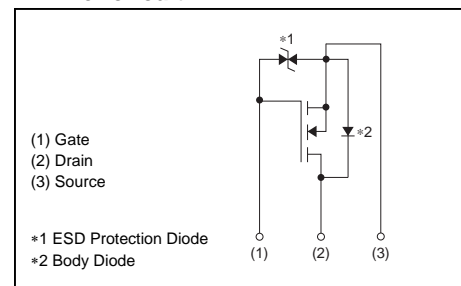 *1
*2
(1) Gate
(2) Drain
(3) Source
*1 ESD Protection Diode
*2 Body Diode
(1) (2) (3)